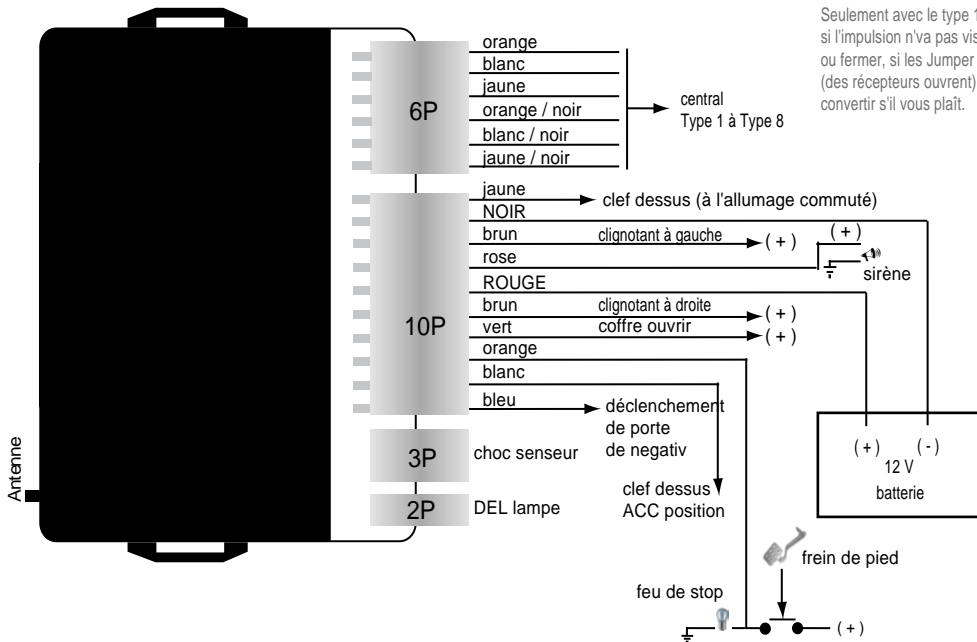 Seulement avec le type 1
si l'impulsion n'va pas vis
ou fermer, si les Jumper
(des récepteurs ouvrent)
convertir s'il vous plaît.
orange
blanc
jaune
orange / noir
blanc / noir
jaune / noir
6P
central
Type 1 à Type 8
jaune
clef dessus (à l'allumage commuté)
NOIR
brun
clignotant à gauche
( + )
( + )
rose
sirène
ROUGE
brun
clignotant à droite
( + )
10P
vert
coffre ouvrir
( + )
orange
blanc
bleu
déclenchement
de porte
de negativ
( + )
( - )
12 V
batterie
3P
choc senseur
clef dessus
ACC position
2P
DEL lampe
Antenne
frein de pied
feu de stop
( + )